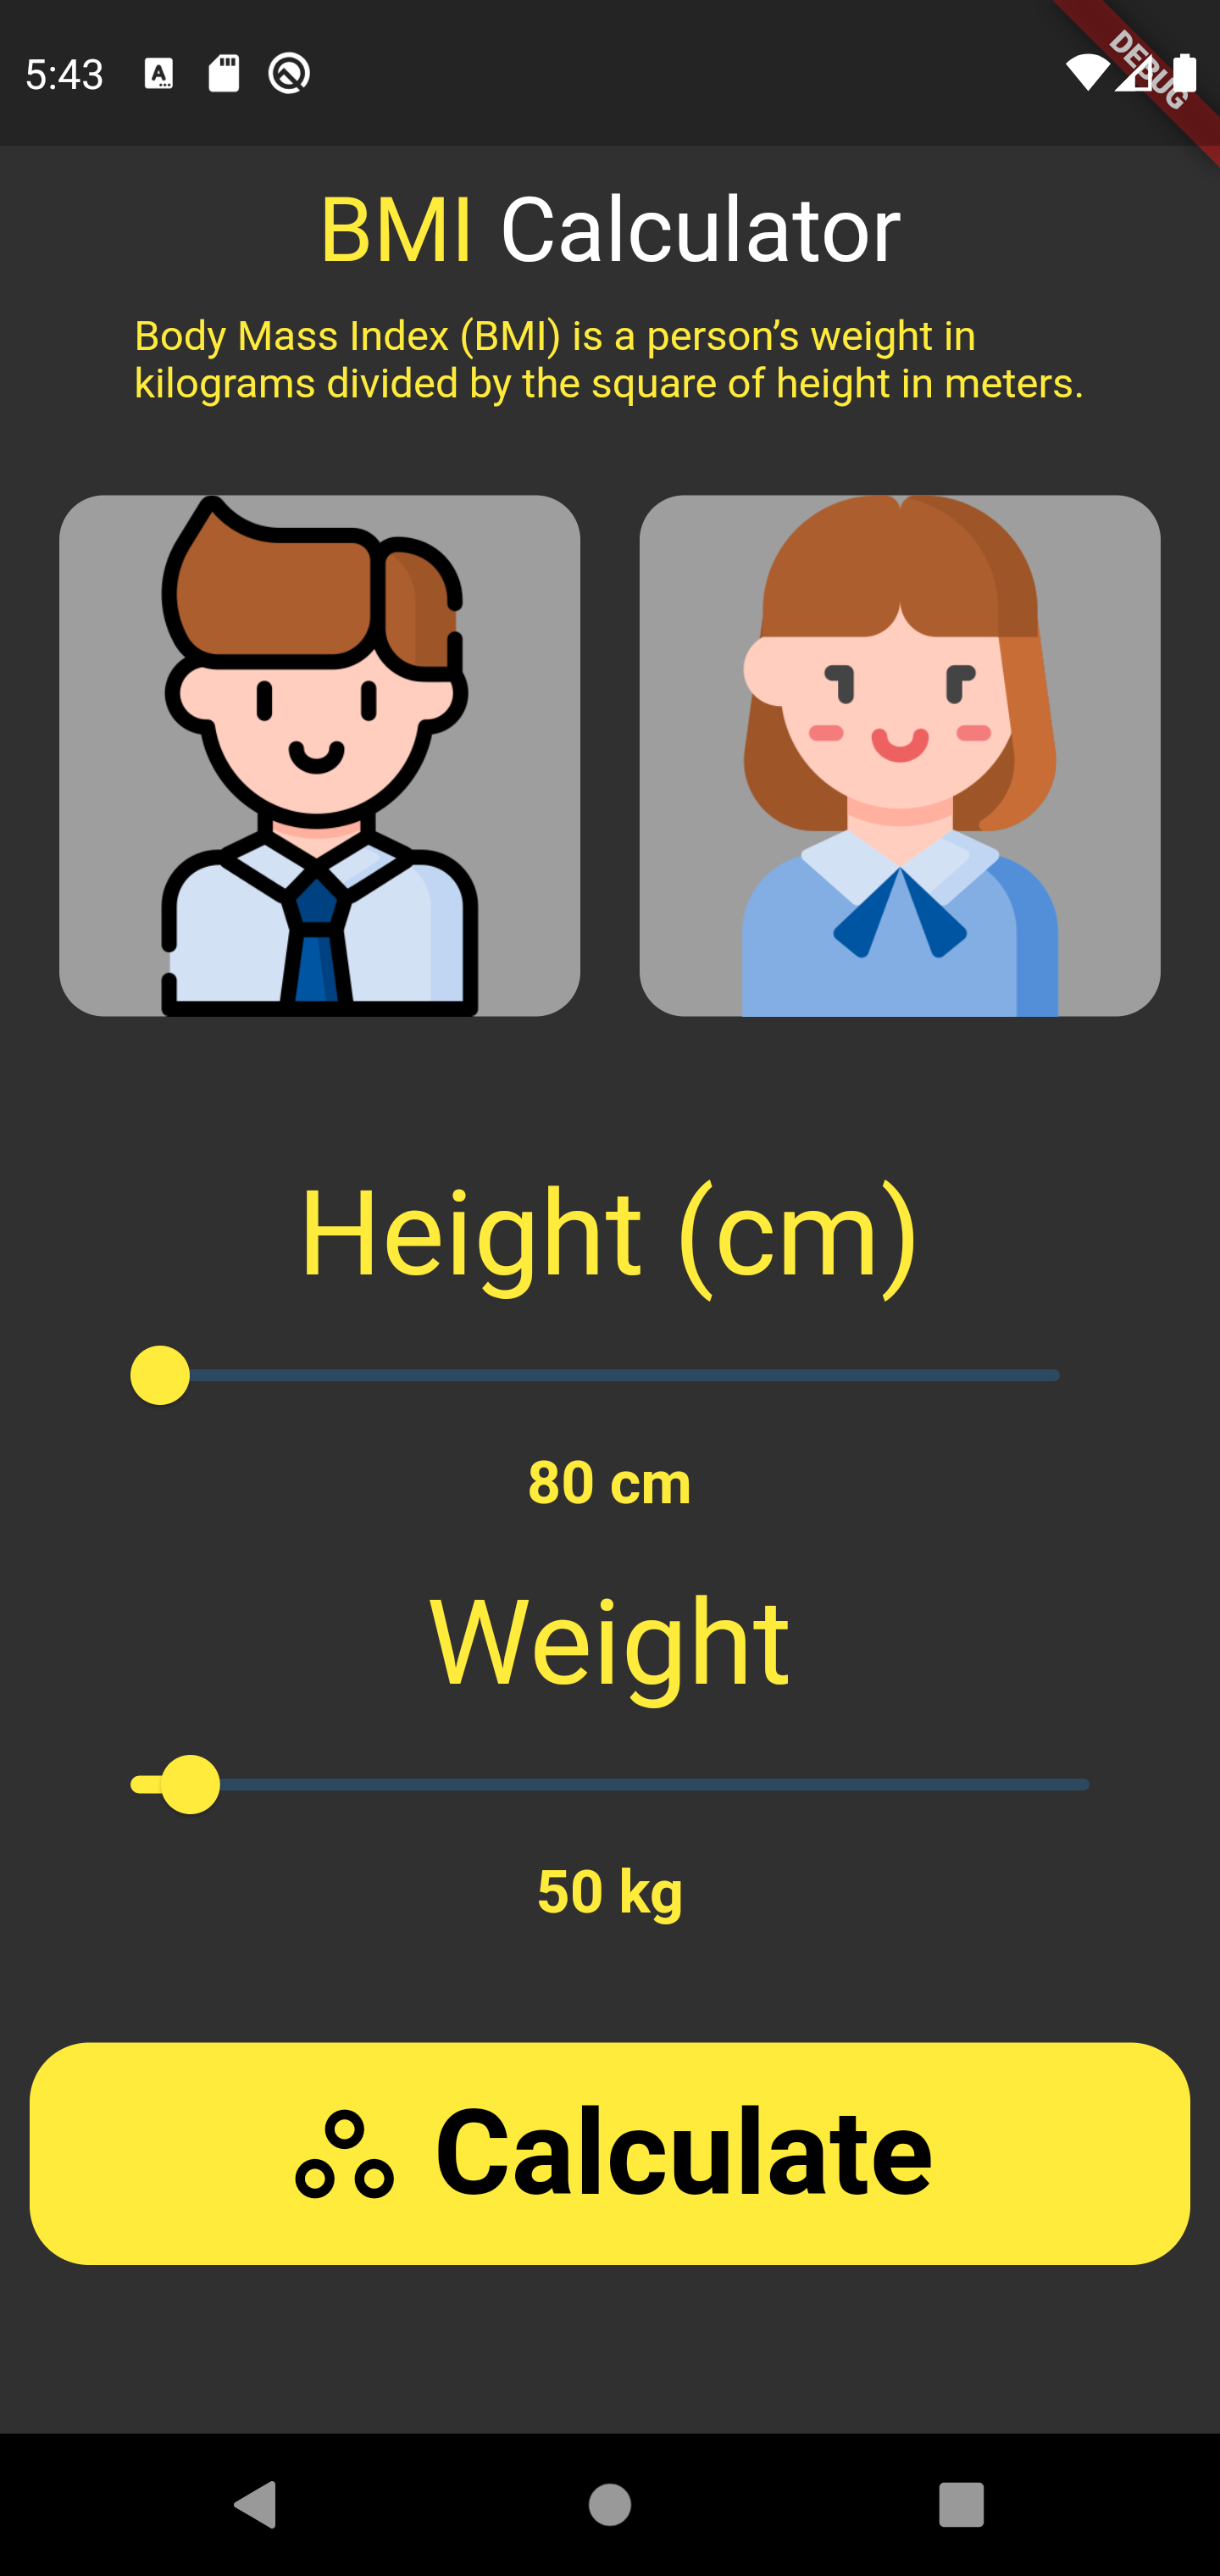 5:43
A
DEBUG
BMI Calculator
Body Mass Index (BMI) is a person’s weight in
kilograms divided by the square of height in meters.
Height (cm)
80 cm
Weight
50 kg
Calculate